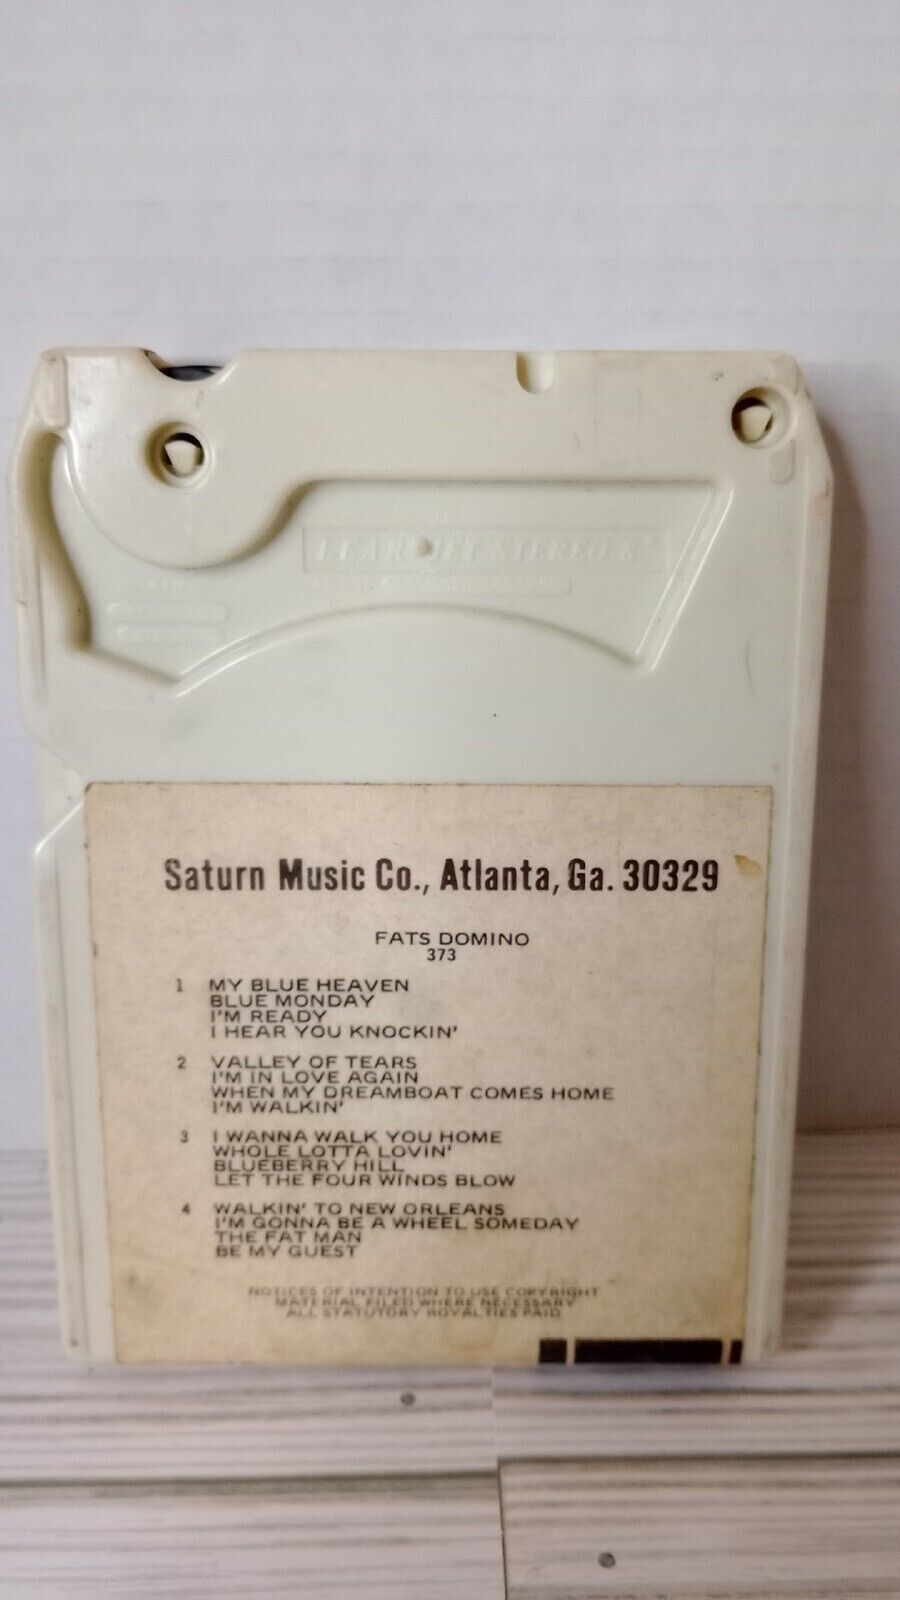 LEAR JET STEREO 8
Saturn Music Co., Atlanta, Ga. 30329
FATS DOMINO
373
1 MY BLUE HEAVEN
BLUE MONDAY
I'M READY
I HEAR YOU KNOCKIN'
2 VALLEY OF TEARS
I'M IN LOVE AGAIN
WHEN MY DREAMBOAT COMES HOME
I'M WALKIN'
3 I WANNA WALK YOU HOME
WHOLE LOTTA LOVIN'
BLUEBERRY HILL
LET THE FOUR WINDS BLOW
4 WALKIN' TO NEW ORLEANS
I'M GONNA BE A WHEEL SOMEDAY
THE FAT MAN
BE MY GUEST
NOTICES OF INTENTION TO USE COPYRIGHT
MATERIAL FILED WHERE NECESSARY
ALL STATUTORY ROYALTIES PAID